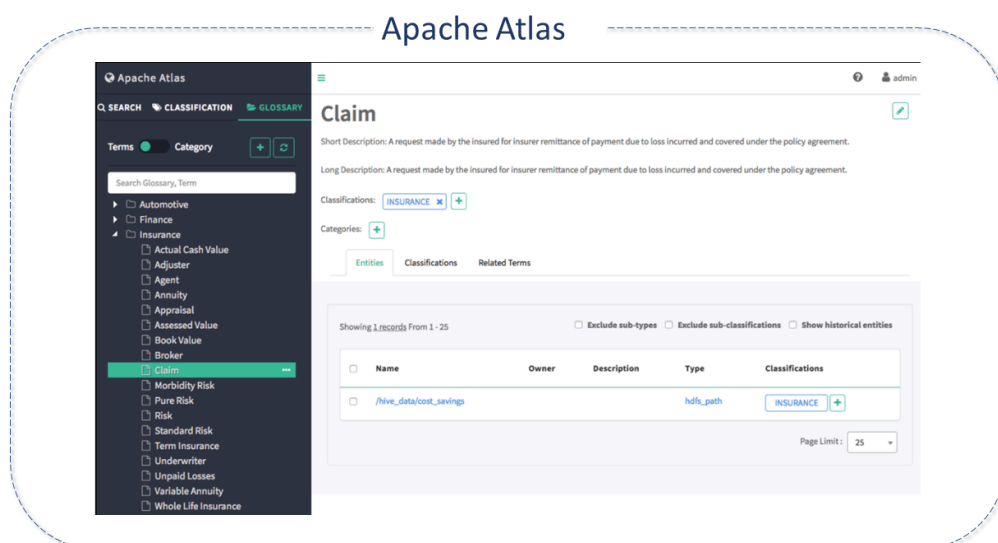 Apache Atlas
Apache Atlas
admin
SEARCH CLASSIFICATION GLOSSARY
Claim
Short Description: A request made by the insured for insurer remittance of payment due to loss incurred and covered under the policy agreement.
Terms Category
Long Description: A request made by the insured for insurer remittance of payment due to loss incurred and covered under the policy agreement.
Search Glossary, Term
Classifications: INSURANCE
Automotive
Finance
Insurance
Actual Cash Value
Adjuster
Agent
Annuity
Appraisal
Assessed Value
Book Value
Broker
Claim
Morbidity Risk
Pure Risk
Risk
Standard Risk
Term Insurance
Underwriter
Unpaid Losses
Variable Annuity
Whole Life Insurance
Categories:
Entities Classifications Related Terms
Showing 1 records From 1 - 25
Exclude sub-types Exclude sub-classifications Show historical entities
Name Owner Description Type Classifications
/hive_data/cost_savings hdfs_path INSURANCE
Page Limit : 25